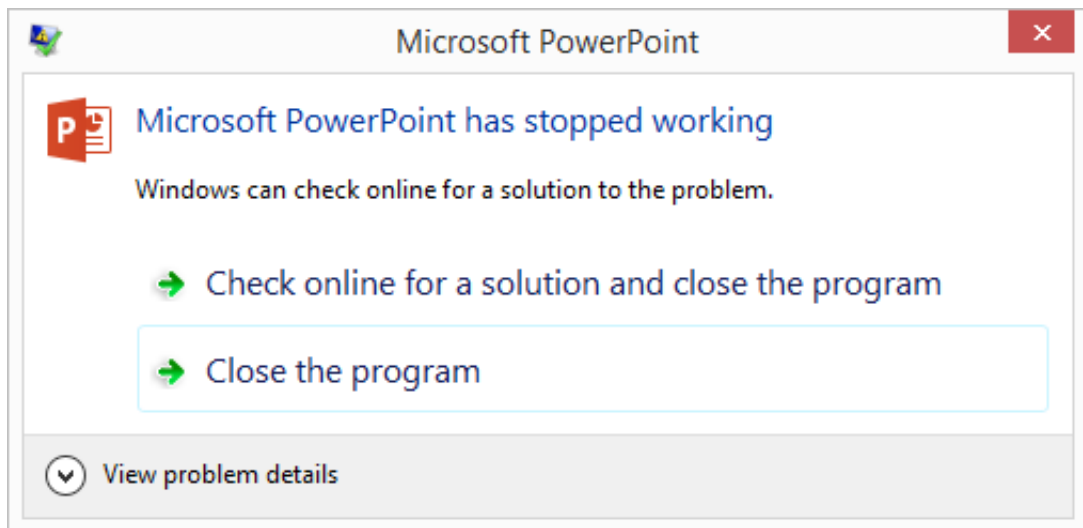 Microsoft PowerPoint
Microsoft PowerPoint has stopped working
Windows can check online for a solution to the problem.
Check online for a solution and close the program
Close the program
View problem details